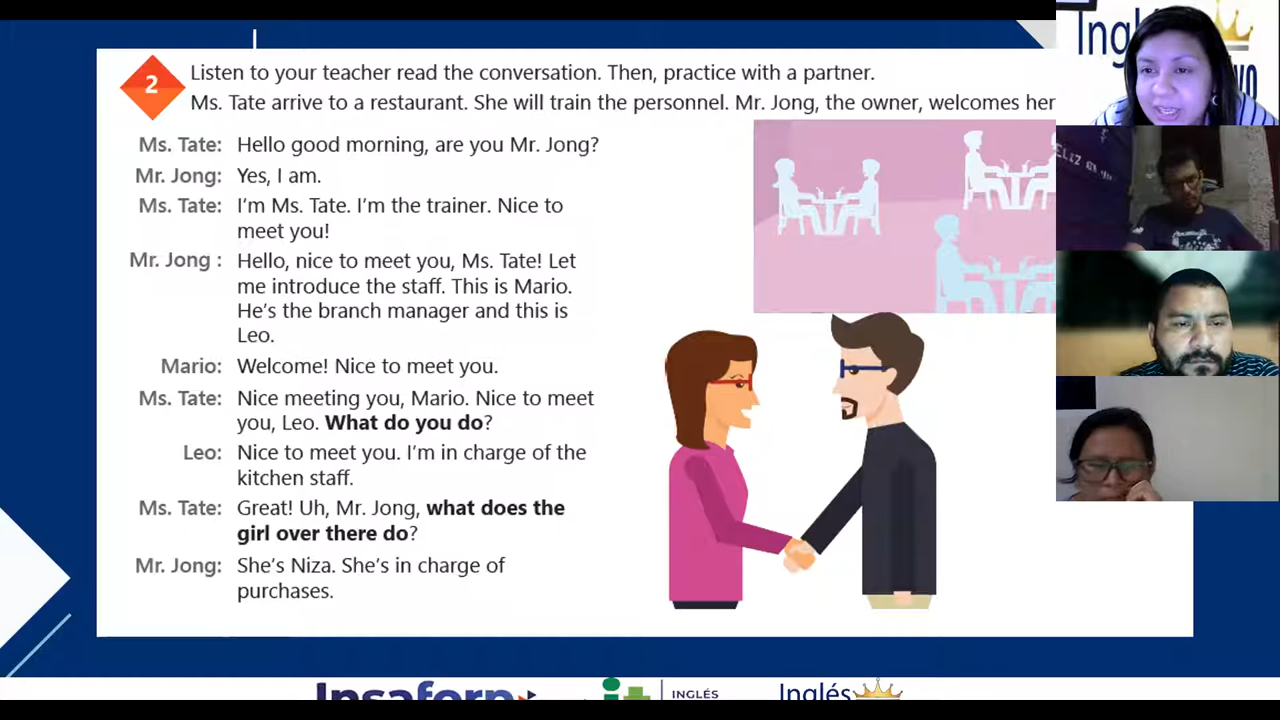 2
Listen to your teacher read the conversation. Then, practice with a partner.
Ms. Tate arrive to a restaurant. She will train the personnel. Mr. Jong, the owner, welcomes her
Ms. Tate: Hello good morning, are you Mr. Jong?
Mr. Jong: Yes, I am.
Ms. Tate: I'm Ms. Tate. I'm the trainer. Nice to
meet you!
Mr. Jong : Hello, nice to meet you, Ms. Tate! Let
me introduce the staff. This is Mario.
He's the branch manager and this is
Leo.
Mario: Welcome! Nice to meet you.
Ms. Tate: Nice meeting you, Mario. Nice to meet
you, Leo. What do you do?
Leo: Nice to meet you. I'm in charge of the
kitchen staff.
Ms. Tate: Great! Uh, Mr. Jong, what does the
girl over there do?
Mr. Jong: She's Niza. She's in charge of
purchases.
Insaforp
INGLÉS
Inglés